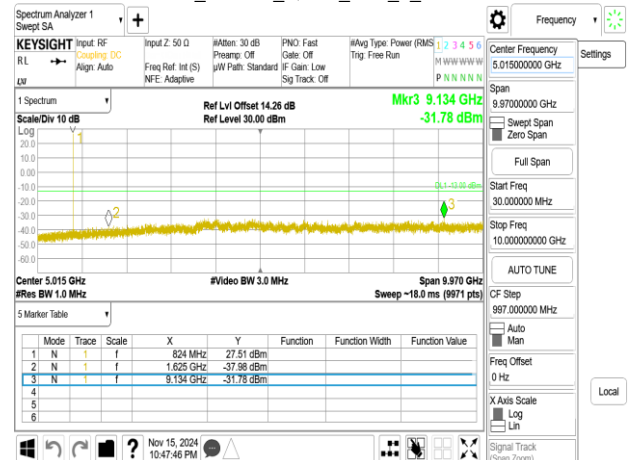 Spectrum Analyzer 1
Swept SA
Frequency
KEYSIGHT
Input: RF
Input Z: 50 Ω
#Atten: 30 dB
PNO: Fast
#Avg Type: Power (RMS
1 2 3 4 5 6
RL
Coupling: DC
Preamp: Off
Gate: Off
Trig: Free Run
Align: Auto
Freq Ref: Int (S)
µW Path: Standard
IF Gain: Low
M W W W W W
NFE: Adaptive
Sig Track: Off
P N N N N N
LXI
1 Spectrum
Ref Lvl Offset 14.26 dB
Mkr3 9.134 GHz
Scale/Div 10 dB
Ref Level 30.00 dBm
-31.78 dBm
Log
1
20.0
10.0
0.00
-10.0
DL1 -13.00 dBm
-20.0
3
-30.0
2
-40.0
-50.0
-60.0
Center 5.015 GHz
#Video BW 3.0 MHz
Span 9.970 GHz
#Res BW 1.0 MHz
Sweep ~18.0 ms (9971 pts)
5 Marker Table
Mode Trace Scale X Y Function Function Width Function Value
1 N 1 f 824 MHz 27.51 dBm
2 N 1 f 1.625 GHz -37.98 dBm
3 N 1 f 9.134 GHz -31.78 dBm
4
5
6
?
Nov 15, 2024
10:47:46 PM
Center Frequency
5.015000000 GHz
Settings
Span
9.97000000 GHz
Swept Span
Zero Span
Full Span
Start Freq
30.000000 MHz
Stop Freq
10.000000000 GHz
AUTO TUNE
CF Step
997.000000 MHz
Auto
Man
Freq Offset
0 Hz
X Axis Scale
Log
Lin
Local
Signal Track
(Span Zoom)